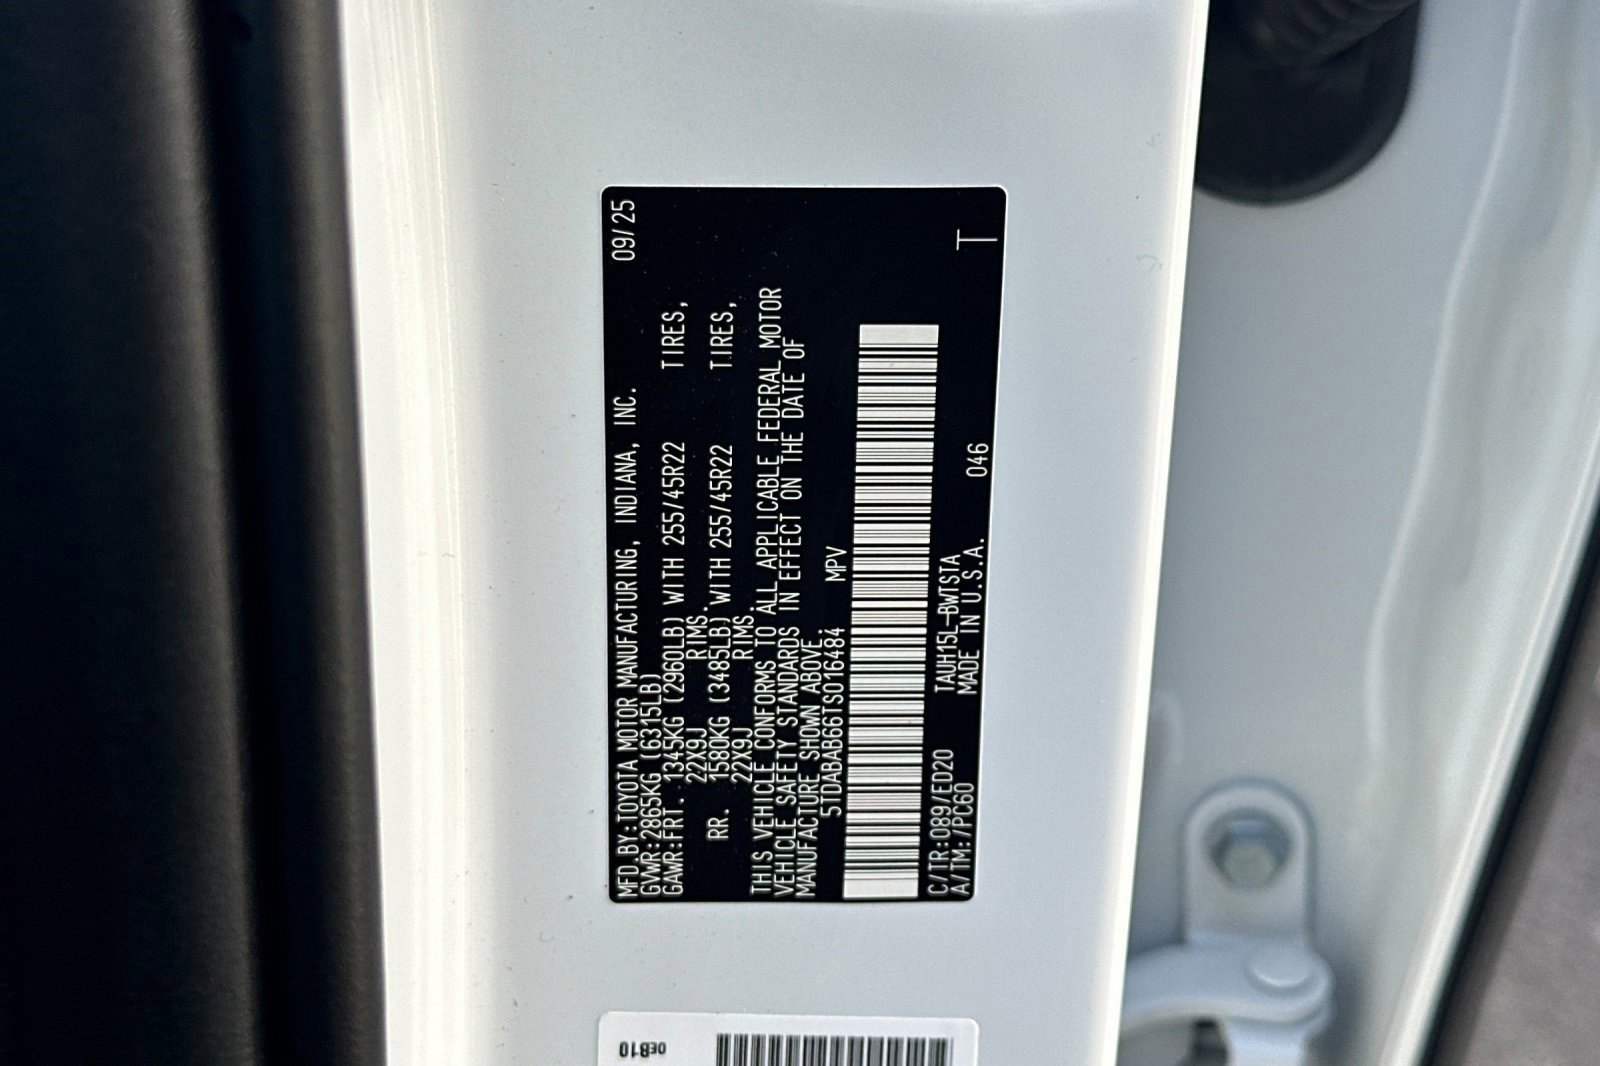 MFD.BY:TOYOTA MOTOR MANUFACTURING, INDIANA, INC. 09/25
GVWR:2865KG (6315LB)
GAWR:FRT. 1345KG (2960LB) WITH 255/45R22 TIRES,
22X9J RIMS.
RR. 1580KG (3485LB) WITH 255/45R22 TIRES,
22X9J RIMS.
THIS VEHICLE CONFORMS TO ALL APPLICABLE FEDERAL MOTOR
VEHICLE SAFETY STANDARDS IN EFFECT ON THE DATE OF
MANUFACTURE SHOWN ABOVE.
5TDABAB66TS016484 MPV
C/TR:089/ED20 TAUH15L-BWTSTA
A/TM:/PC60 MADE IN U.S.A. 046 T
0EB10